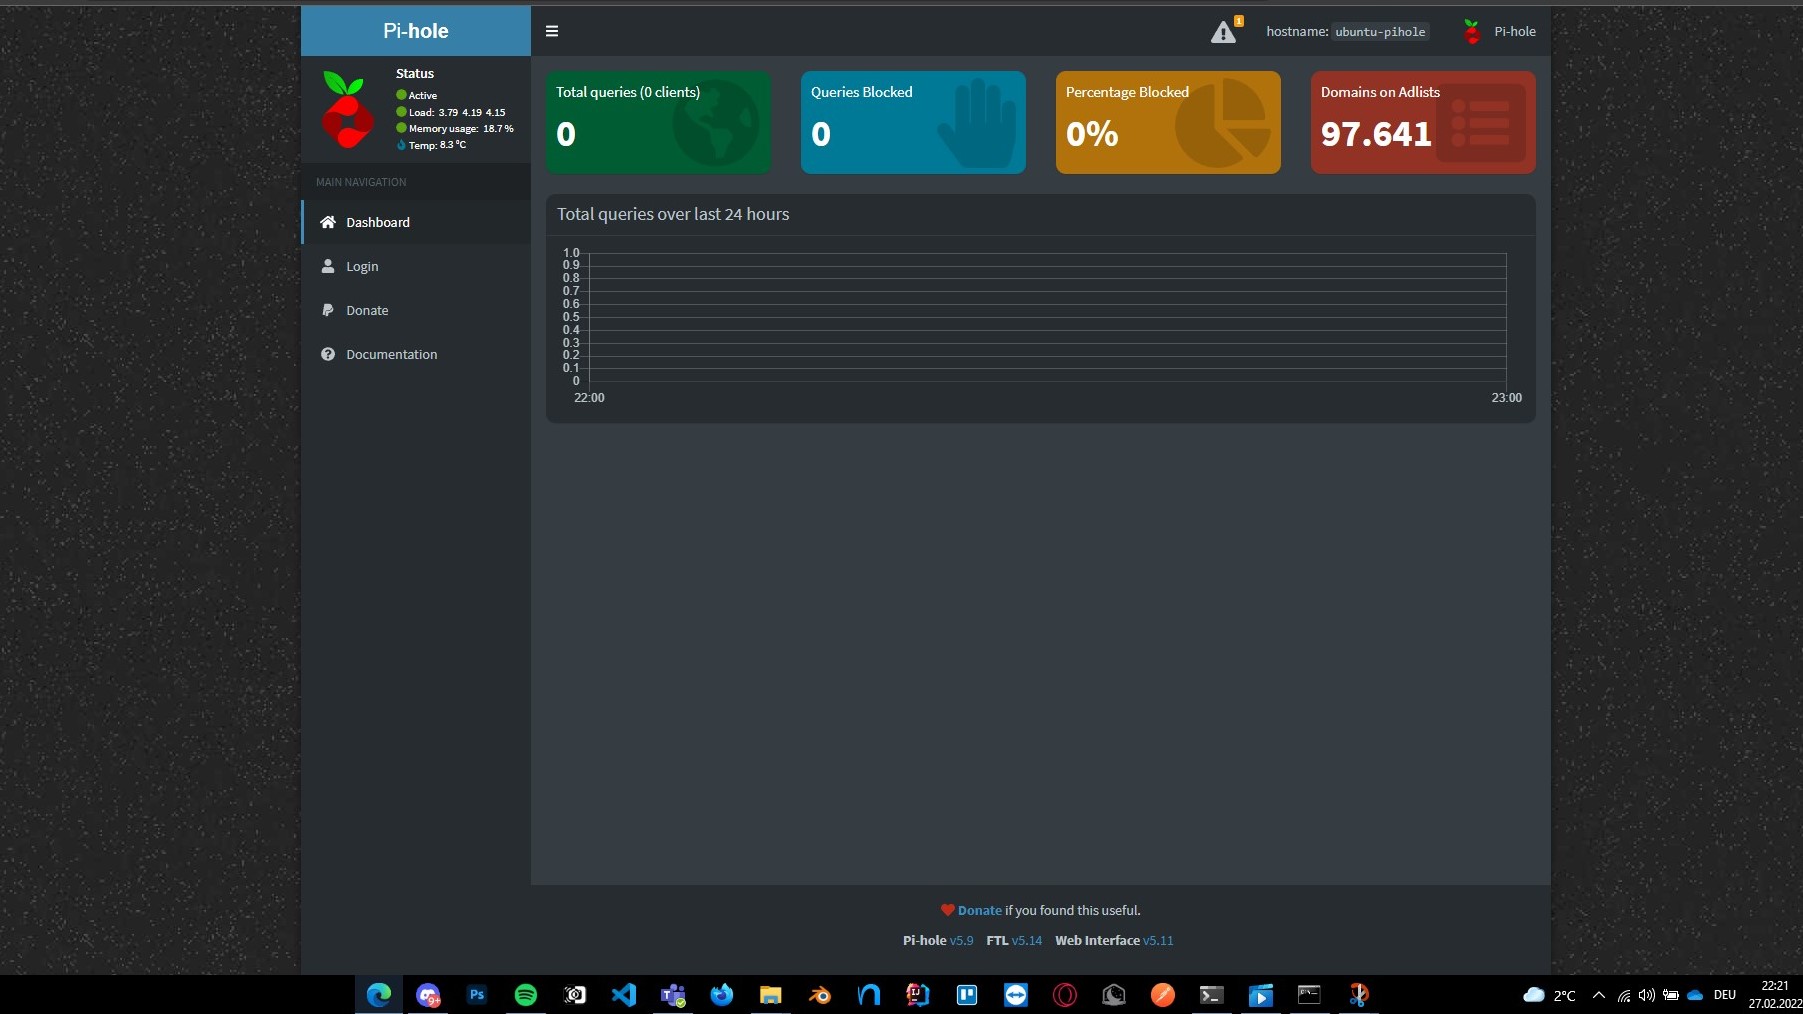 Pi-hole
1
hostname: ubuntu-pihole
Pi-hole
Status
Active
Load: 3.79 4.19 4.15
Memory usage: 18.7 %
Temp: 8.3 °C
MAIN NAVIGATION
Dashboard
Login
Donate
Documentation
Total queries (0 clients)
0
Queries Blocked
0
Percentage Blocked
0%
Domains on Adlists
97.641
Total queries over last 24 hours
1.0
0.9
0.8
0.7
0.6
0.5
0.4
0.3
0.2
0.1
0
22:00
23:00
Donate if you found this useful.
Pi-hole v5.9 FTL v5.14 Web Interface v5.11
9+
Ps
2°C
DEU
22:21
27.02.2022